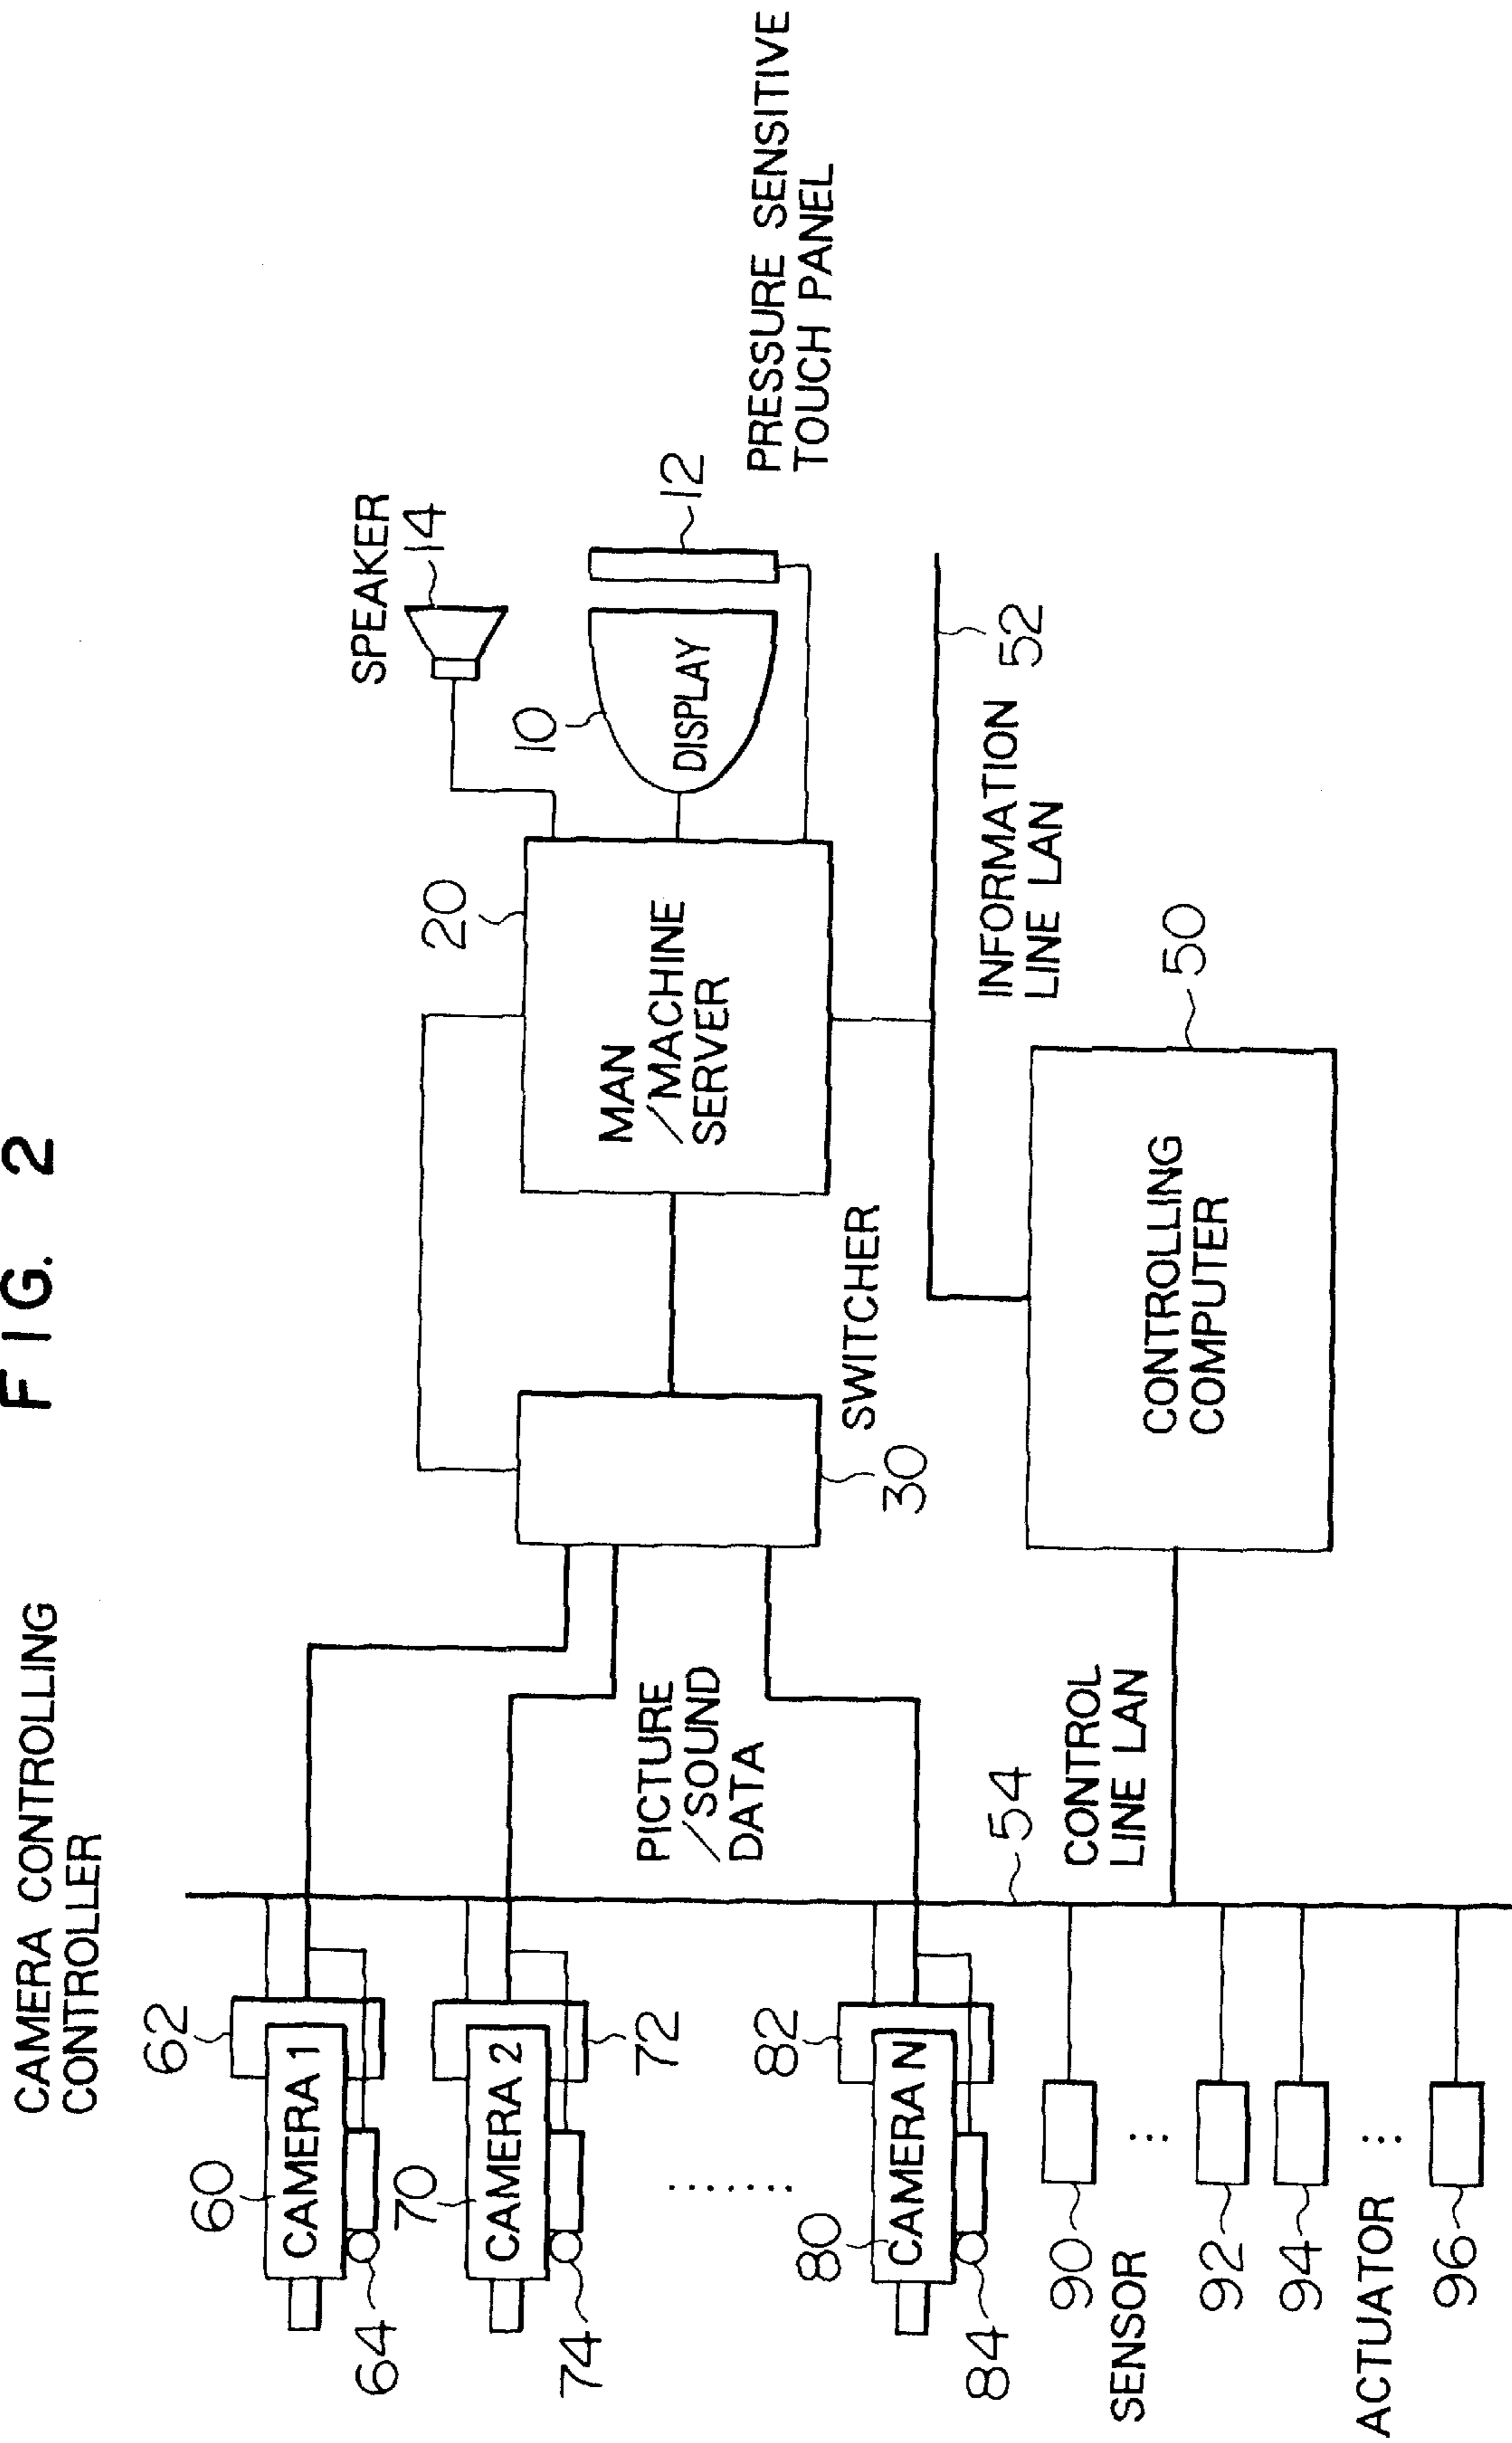 FIG. 2
CAMERA CONTROLLING
CONTROLLER
62
60
CAMERA 1
64
70
CAMERA 2
72
74
82
80
CAMERA N
84
90
SENSOR
92
94
ACTUATOR
96
PICTURE
/SOUND
DATA
54
CONTROL
LINE LAN
SWITCHER
30
20
MAN
/MACHINE
SERVER
SPEAKER
14
10
DISPLAY
12
PRESSURE SENSITIVE
TOUCH PANEL
INFORMATION
LINE LAN
52
50
CONTROLLING
COMPUTER